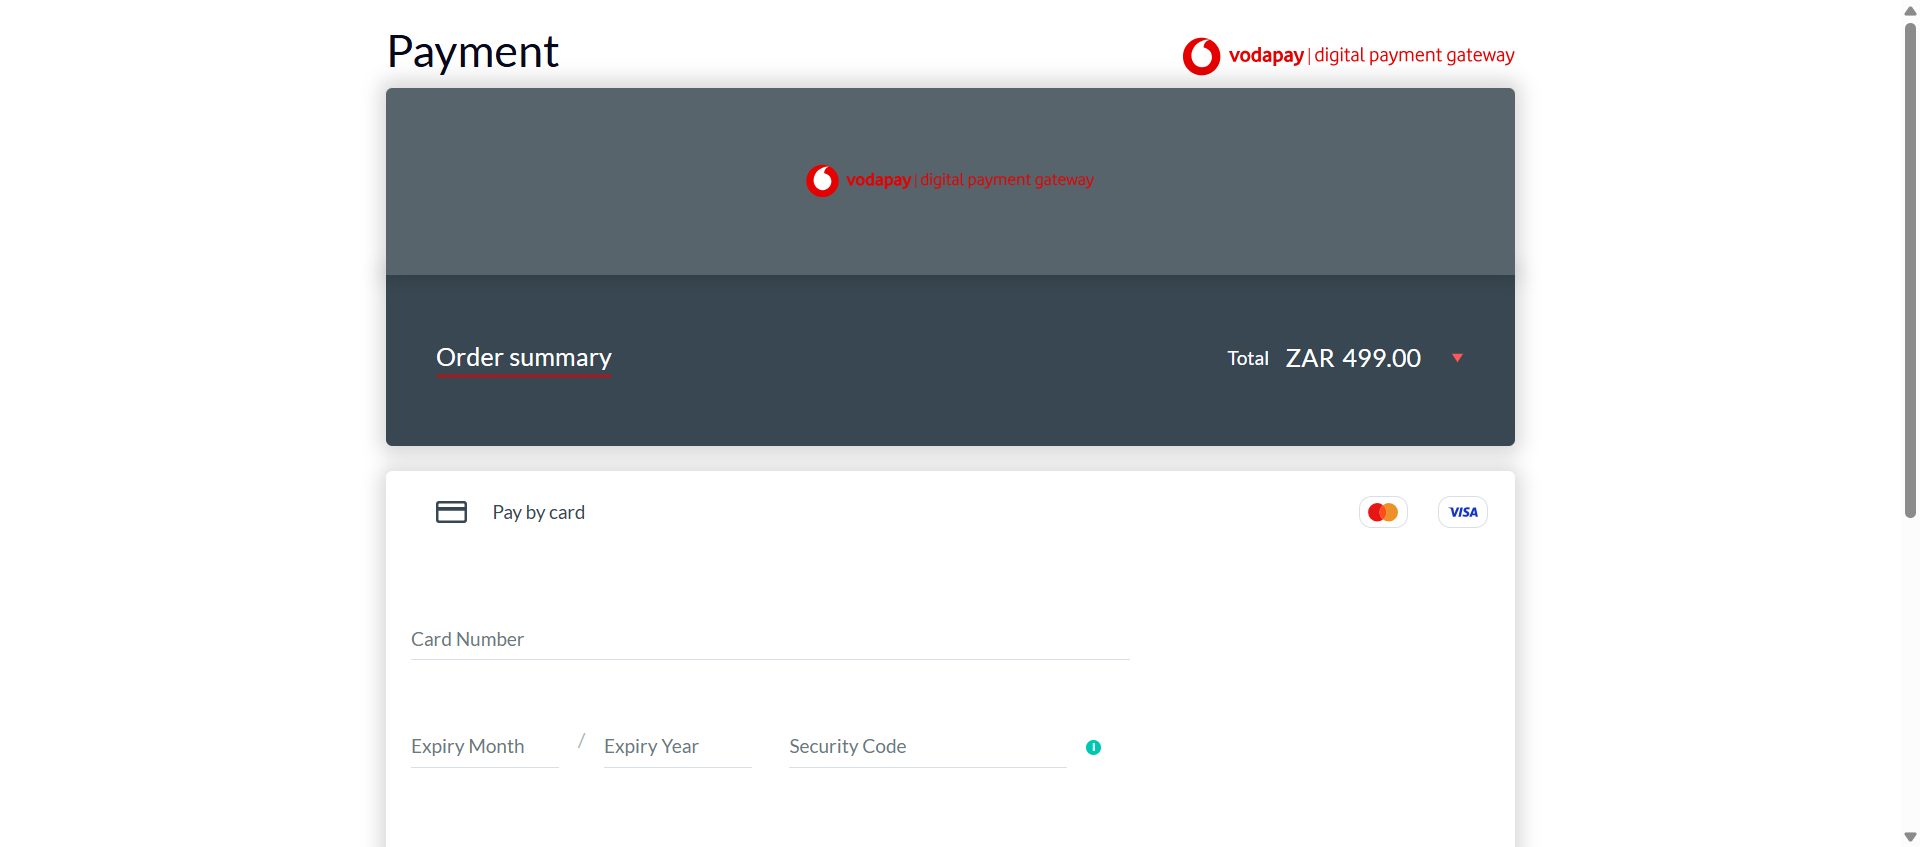 Payment
vodapay | digital payment gateway
vodapay | digital payment gateway
Order summary
Total ZAR 499.00
Pay by card
VISA
Card Number
Expiry Month / Expiry Year Security Code